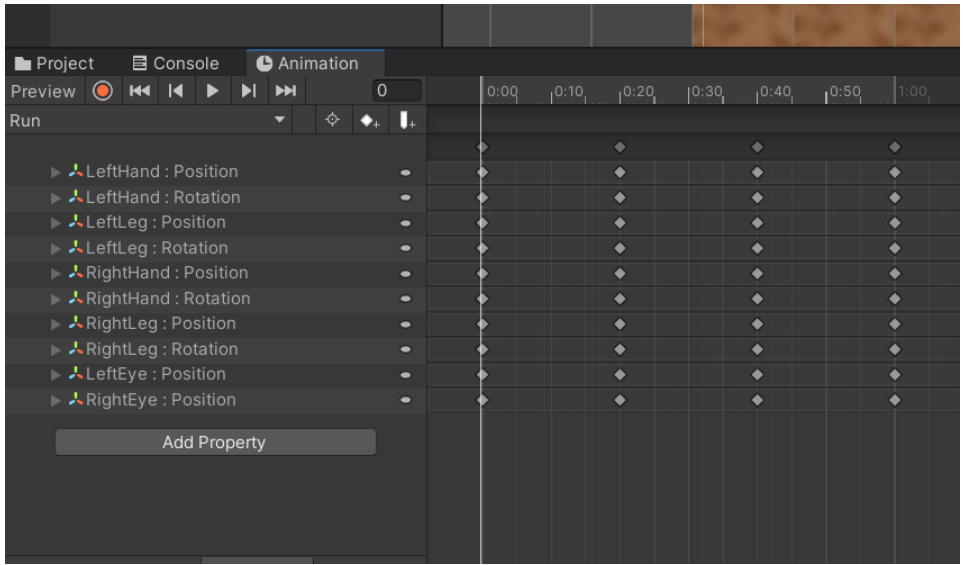 Project Console Animation
Preview 0 0:00 0:10 0:20 0:30 0:40 0:50 1:00
Run
LeftHand : Position
LeftHand : Rotation
LeftLeg : Position
LeftLeg : Rotation
RightHand : Position
RightHand : Rotation
RightLeg : Position
RightLeg : Rotation
LeftEye : Position
RightEye : Position
Add Property